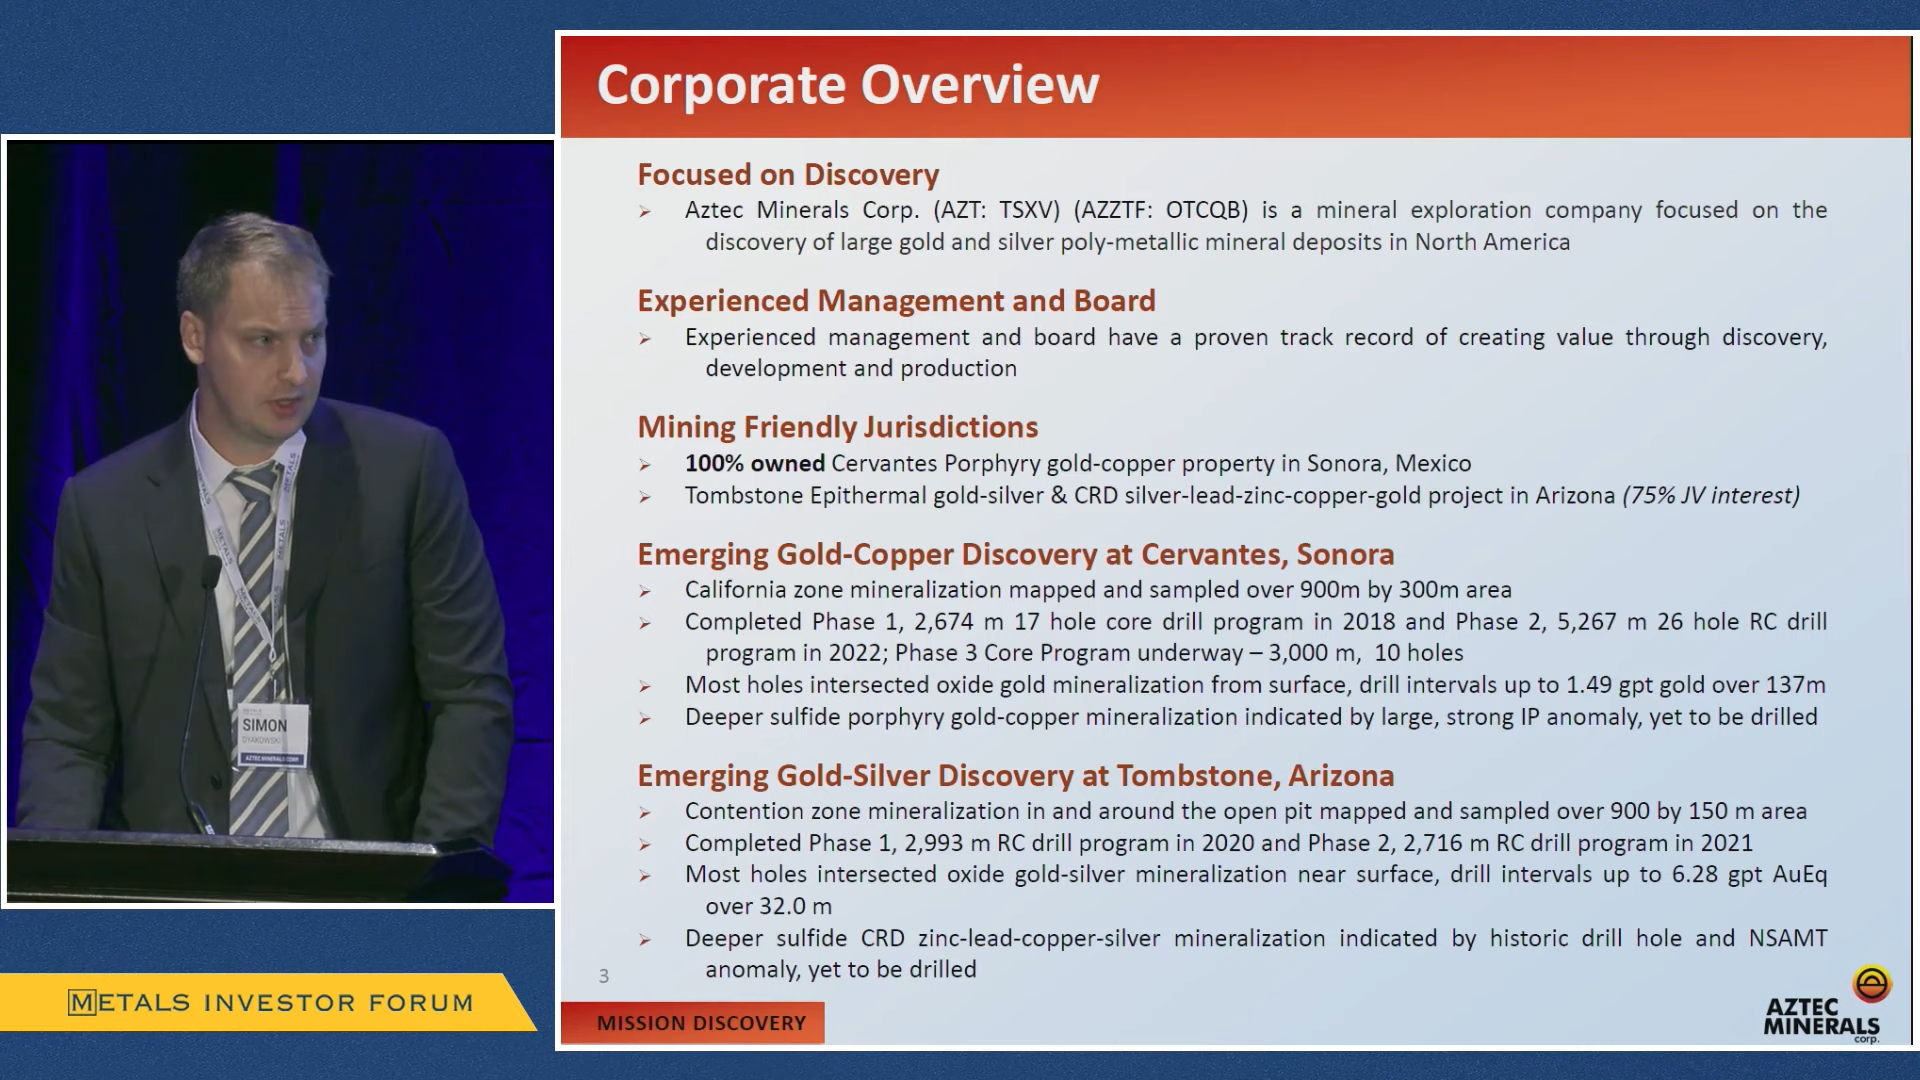 Corporate Overview
Focused on Discovery
Aztec Minerals Corp. (AZT: TSXV) (AZZTF: OTCQB) is a mineral exploration company focused on the
discovery of large gold and silver poly-metallic mineral deposits in North America
Experienced Management and Board
Experienced management and board have a proven track record of creating value through discovery,
development and production
Mining Friendly Jurisdictions
100% owned Cervantes Porphyry gold-copper property in Sonora, Mexico
Tombstone Epithermal gold-silver & CRD silver-lead-zinc-copper-gold project in Arizona (75% JV interest)
Emerging Gold-Copper Discovery at Cervantes, Sonora
California zone mineralization mapped and sampled over 900m by 300m area
Completed Phase 1, 2,674 m 17 hole core drill program in 2018 and Phase 2, 5,267 m 26 hole RC drill
program in 2022; Phase 3 Core Program underway – 3,000 m, 10 holes
Most holes intersected oxide gold mineralization from surface, drill intervals up to 1.49 gpt gold over 137m
Deeper sulfide porphyry gold-copper mineralization indicated by large, strong IP anomaly, yet to be drilled
Emerging Gold-Silver Discovery at Tombstone, Arizona
Contention zone mineralization in and around the open pit mapped and sampled over 900 by 150 m area
Completed Phase 1, 2,993 m RC drill program in 2020 and Phase 2, 2,716 m RC drill program in 2021
Most holes intersected oxide gold-silver mineralization near surface, drill intervals up to 6.28 gpt AuEq
over 32.0 m
Deeper sulfide CRD zinc-lead-copper-silver mineralization indicated by historic drill hole and NSAMT
anomaly, yet to be drilled
3
MISSION DISCOVERY
AZTEC
MINERALS
corp.
METALS
METALS
METALS
METALS
SIMON
DYAKOWSKI
AZTEC MINERALS CORP.
METALS INVESTOR FORUM